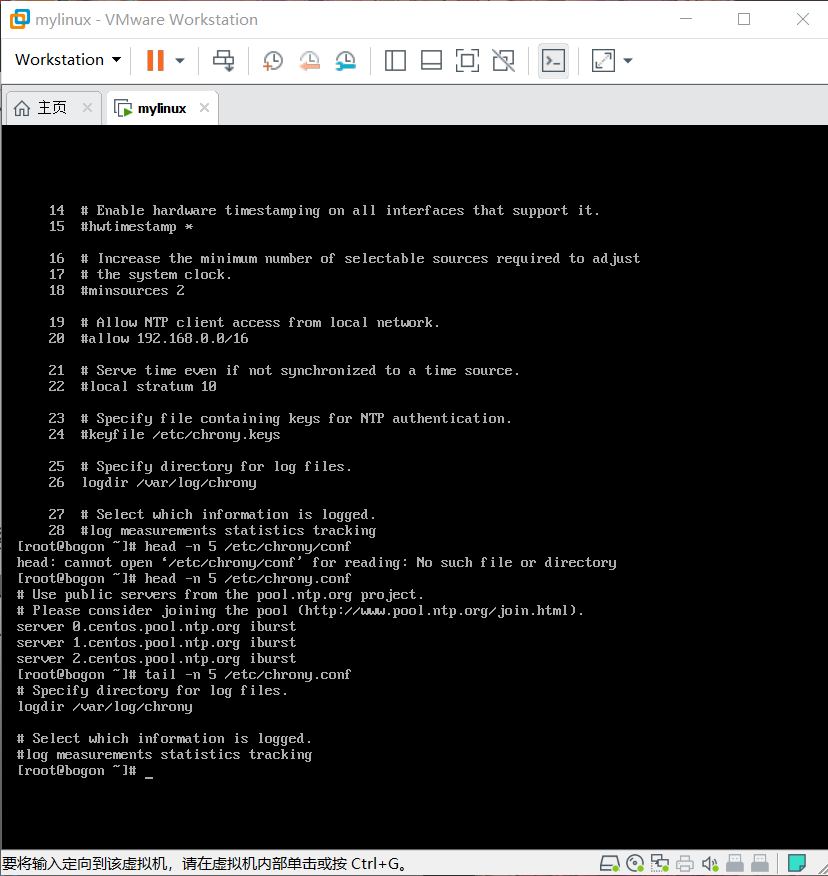 mylinux - VMware Workstation
Workstation
主页
mylinux
14 # Enable hardware timestamping on all interfaces that support it.
15 #hwtimestamp *
16 # Increase the minimum number of selectable sources required to adjust
17 # the system clock.
18 #minsources 2
19 # Allow NTP client access from local network.
20 #allow 192.168.0.0/16
21 # Serve time even if not synchronized to a time source.
22 #local stratum 10
23 # Specify file containing keys for NTP authentication.
24 #keyfile /etc/chrony.keys
25 # Specify directory for log files.
26 logdir /var/log/chrony
27 # Select which information is logged.
28 #log measurements statistics tracking
[root@bogon ~]# head -n 5 /etc/chrony/conf
head: cannot open ‘/etc/chrony/conf’ for reading: No such file or directory
[root@bogon ~]# head -n 5 /etc/chrony.conf
# Use public servers from the pool.ntp.org project.
# Please consider joining the pool (http://www.pool.ntp.org/join.html).
server 0.centos.pool.ntp.org iburst
server 1.centos.pool.ntp.org iburst
server 2.centos.pool.ntp.org iburst
[root@bogon ~]# tail -n 5 /etc/chrony.conf
# Specify directory for log files.
logdir /var/log/chrony
# Select which information is logged.
#log measurements statistics tracking
[root@bogon ~]# _
要将输入定向到该虚拟机，请在虚拟机内部单击或按 Ctrl+G。